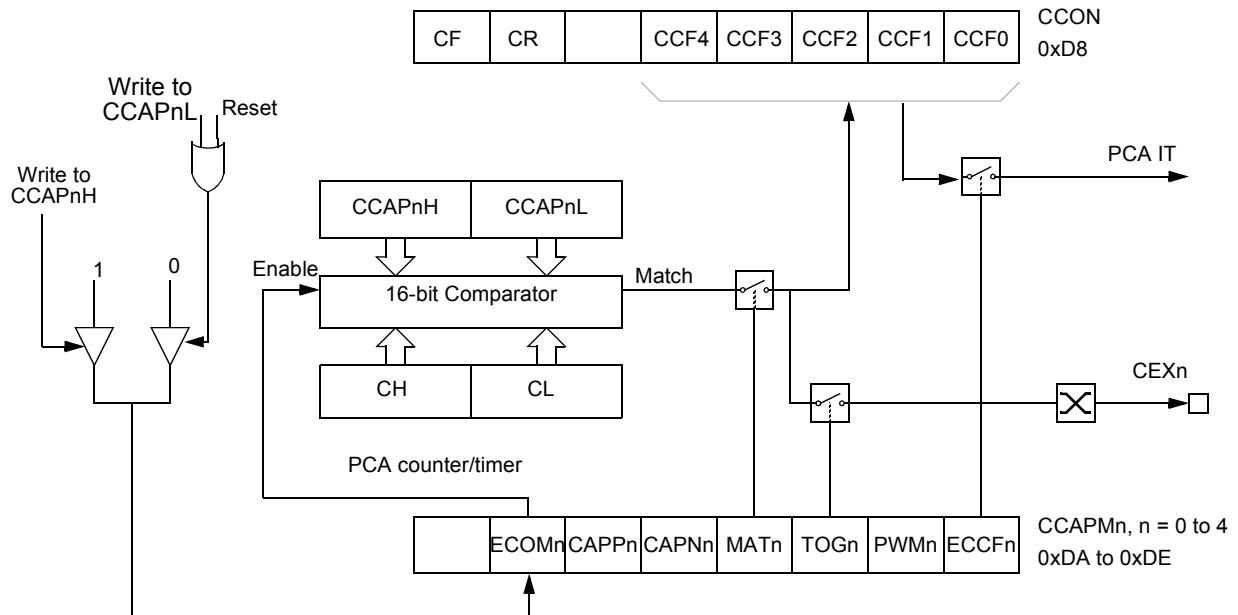 CF CR CCF4 CCF3 CCF2 CCF1 CCF0
CCON
0xD8
Write to
CCAPnL
Reset
Write to
CCAPnH
PCA IT
CCAPnH CCAPnL
1
0
Enable
16-bit Comparator
Match
CH CL
CEXn
PCA counter/timer
ECOMn CAPPn CAPNn MATn TOGn PWMn ECCFn
CCAPMn, n = 0 to 4
0xDA to 0xDE